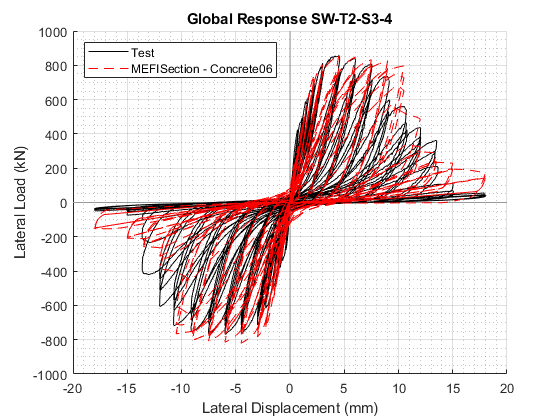 Global Response SW-T2-S3-4
Test
MEFISection - Concrete06
1000
800
600
400
200
0
-200
-400
-600
-800
-1000
Lateral Load (kN)
-20 -15 -10 -5 0 5 10 15 20
Lateral Displacement (mm)